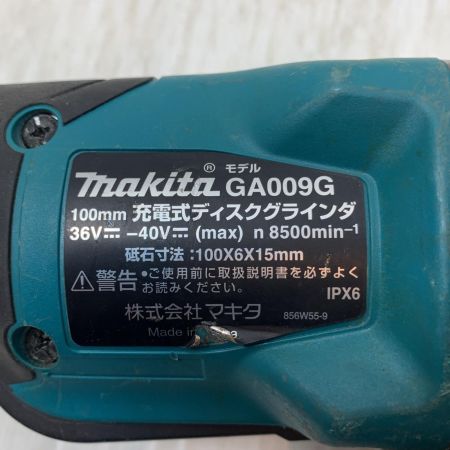 makita® モデル GA009G
100mm 充電式ディスクグラインダ
36V⎓ -40V⎓ (max) n 8500min⁻¹
砥石寸法:100X6X15mm
⚠警告 •ご使用前に取扱説明書を必ずよく
お読みください。
IPX6
株式会社マキタ 856W55-9
Made in